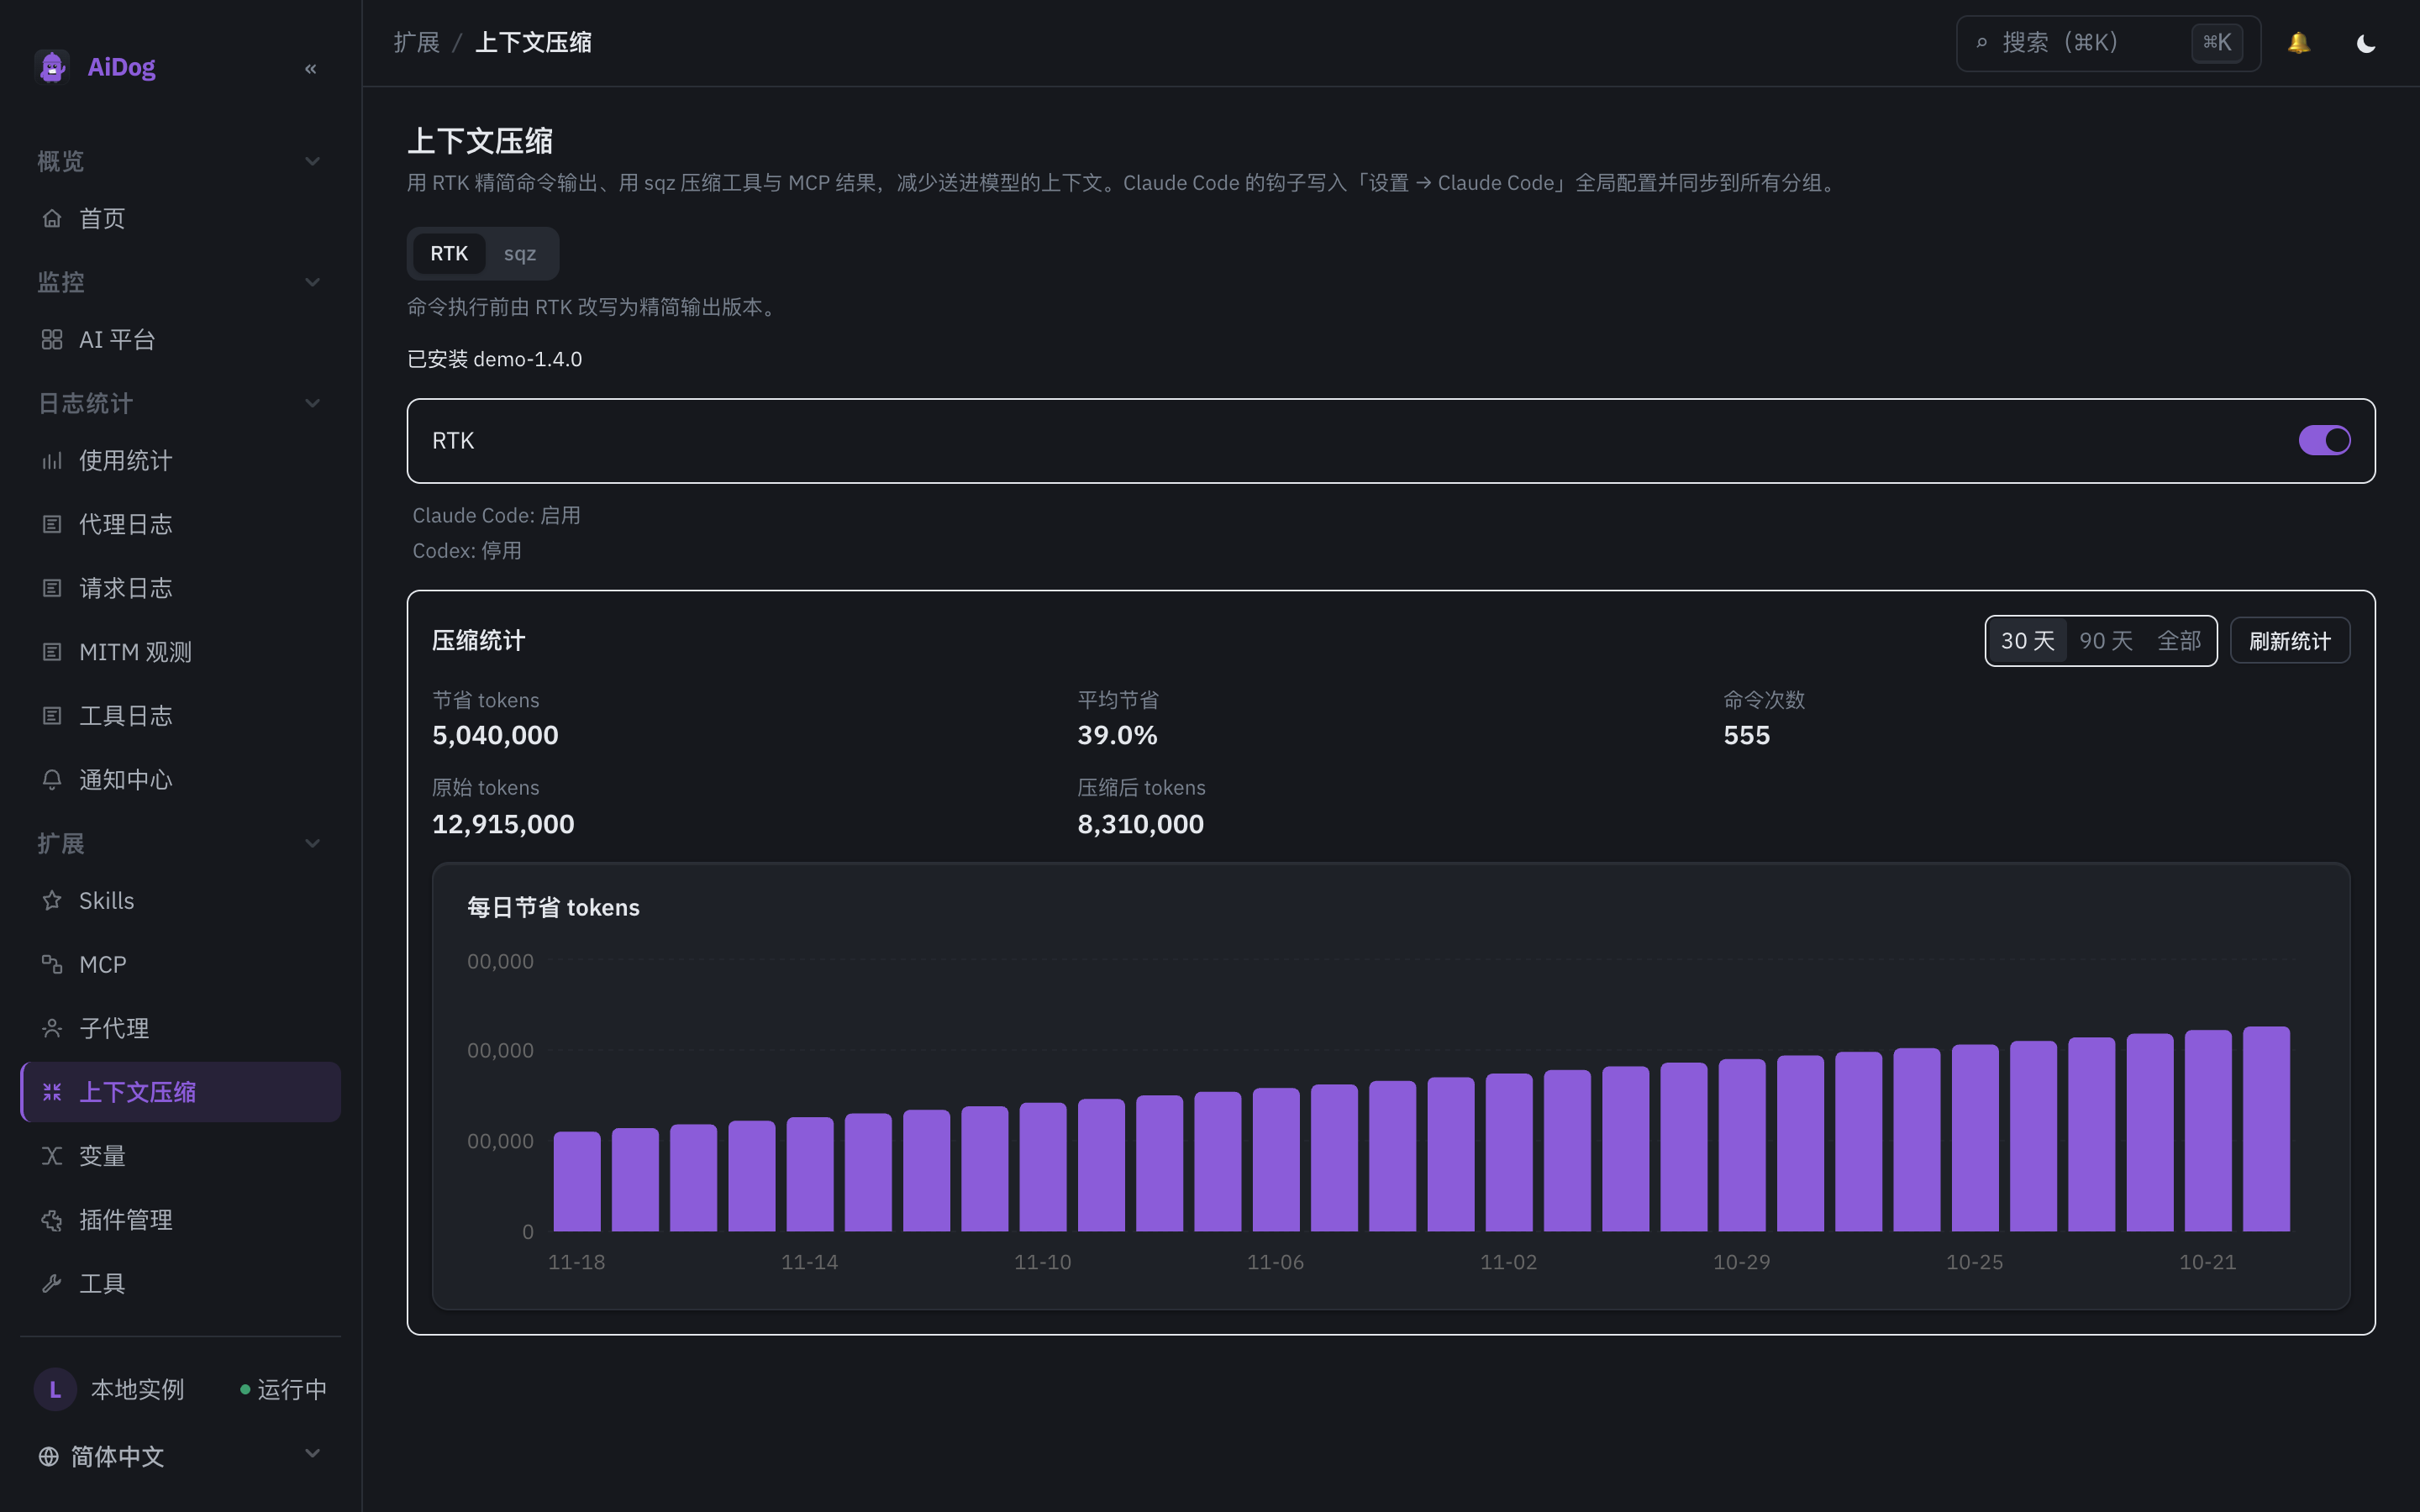 AiDog
«
概览
首页
监控
AI 平台
日志统计
使用统计
代理日志
请求日志
MITM 观测
工具日志
通知中心
扩展
Skills
MCP
子代理
上下文压缩
变量
插件管理
工具
L 本地实例 运行中
简体中文
扩展 / 上下文压缩
搜索（⌘K） ⌘K
上下文压缩
用 RTK 精简命令输出、用 sqz 压缩工具与 MCP 结果，减少送进模型的上下文。Claude Code 的钩子写入「设置 → Claude Code」全局配置并同步到所有分组。
RTK sqz
命令执行前由 RTK 改写为精简输出版本。
已安装 demo-1.4.0
RTK
Claude Code: 启用
Codex: 停用
压缩统计 30 天 90 天 全部 刷新统计
节省 tokens 平均节省 命令次数
5,040,000 39.0% 555
原始 tokens 压缩后 tokens
12,915,000 8,310,000
每日节省 tokens
00,000
00,000
00,000
0
11-18 11-14 11-10 11-06 11-02 10-29 10-25 10-21